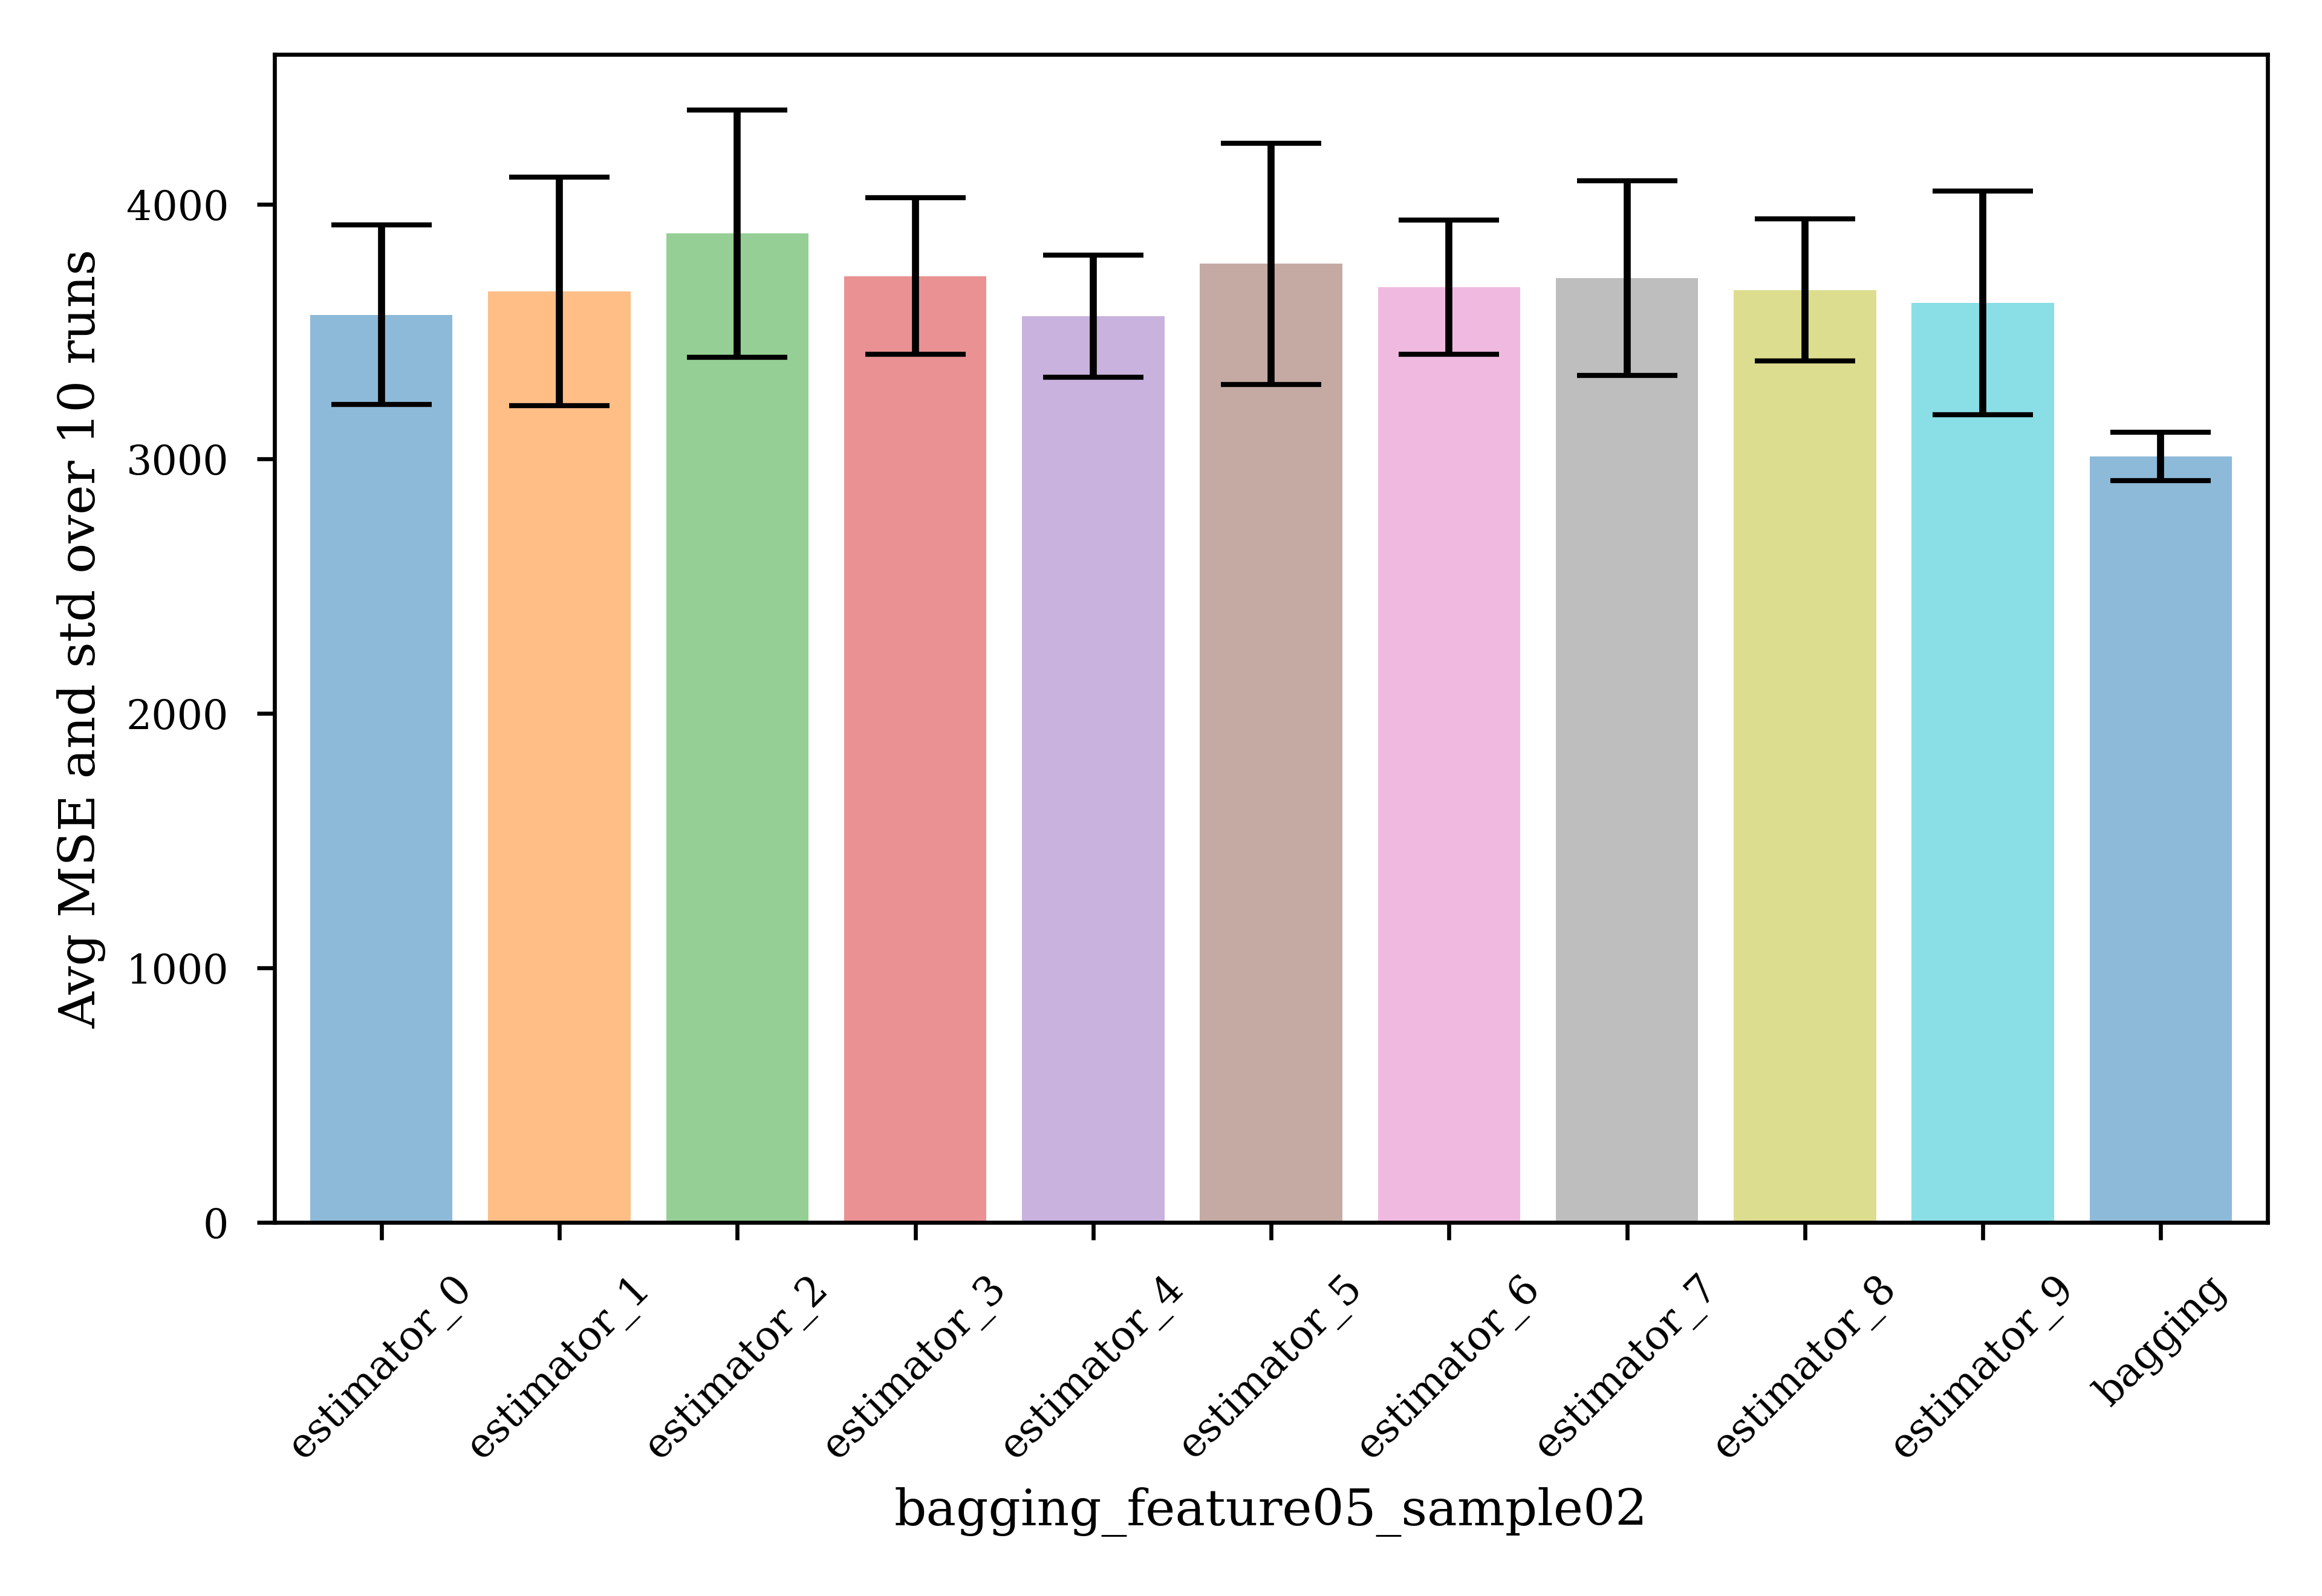 Avg MSE and std over 10 runs
4000
3000
2000
1000
0
estimator_0
estimator_1
estimator_2
estimator_3
estimator_4
estimator_5
estimator_6
estimator_7
estimator_8
estimator_9
bagging
bagging_feature05_sample02